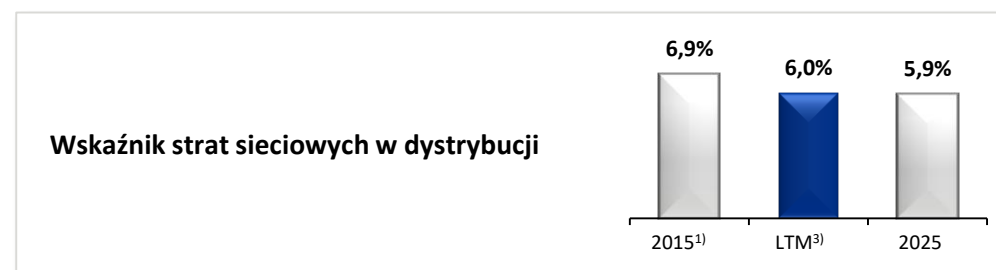 Wskaźnik strat sieciowych w dystrybucji
6,9%
6,0%
5,9%
2015¹⁾
LTM³⁾
2025